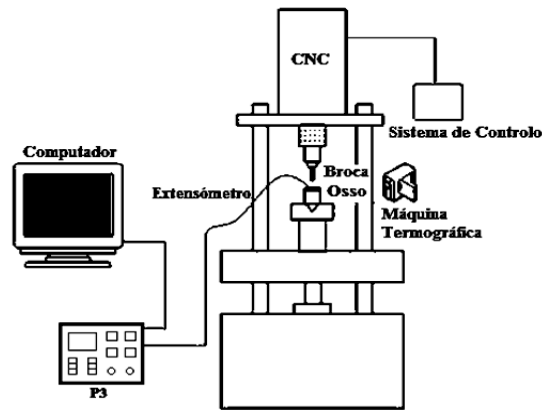 CNC
Sistema de Controlo
Computador
Broca
Extensómetro
Osso
Máquina
Termográfica
P3